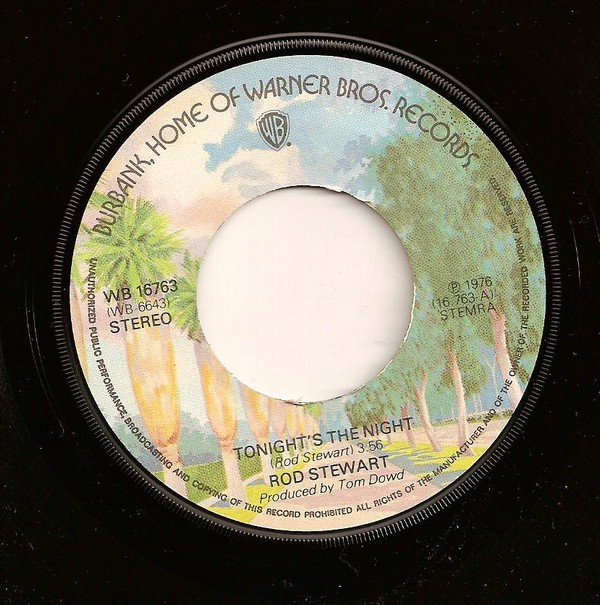 BURBANK, HOME OF WARNER BROS. RECORDS
WB
WB 16763
(WB-6643)
STEREO
℗ 1976
(16.763-A)
STEMRA
TONIGHT'S THE NIGHT
(Rod Stewart) 3:56
ROD STEWART
Produced by Tom Dowd
UNAUTHORIZED PUBLIC PERFORMANCE, BROADCASTING AND COPYING OF THIS RECORD PROHIBITED ALL RIGHTS OF THE MANUFACTURER AND OF THE OWNER OF THE RECORDED WORK ARE RESERVED